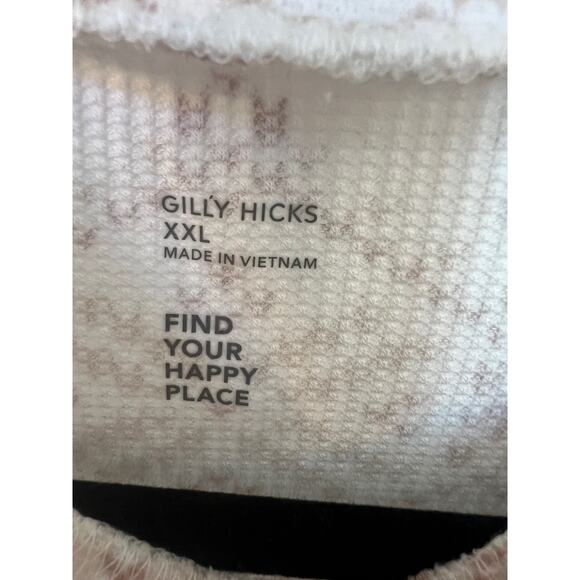 GILLY HICKS
XXL
MADE IN VIETNAM
FIND
YOUR
HAPPY
PLACE